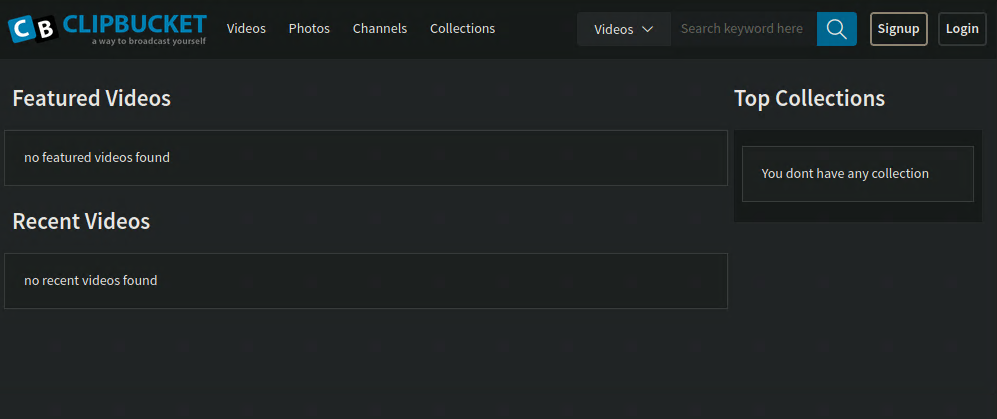 CB CLIPBUCKET
a way to broadcast yourself
Videos Photos Channels Collections Videos Search keyword here Signup Login
Featured Videos
no featured videos found
Recent Videos
no recent videos found
Top Collections
You dont have any collection